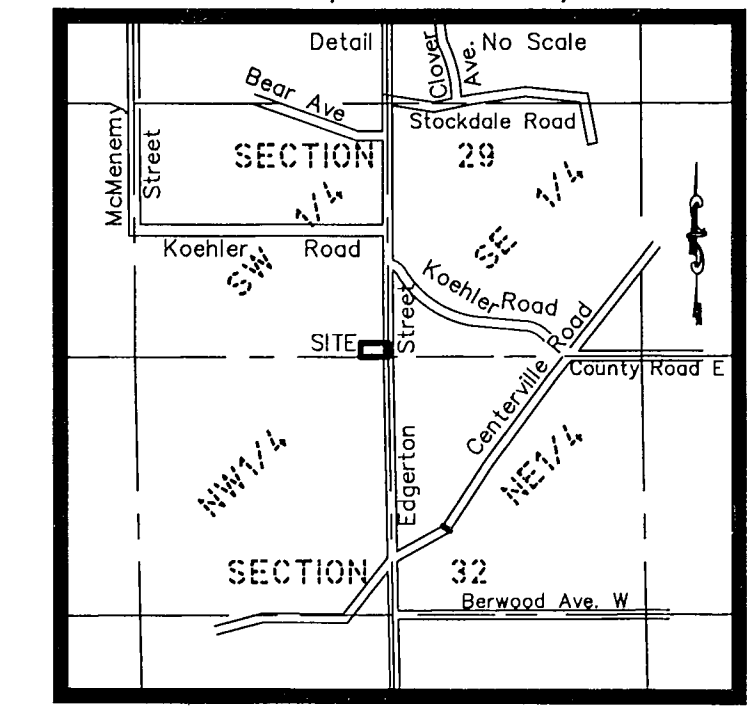 Detail
Clover Ave.
No Scale
Bear Ave
Stockdale Road
McMenemy Street
SECTION 29
SW 1/4
SE 1/4
Koehler Road
Koehler Road
SITE
Edgerton Street
Centerville Road
County Road E
NW1/4
NE1/4
SECTION 32
Berwood Ave. W